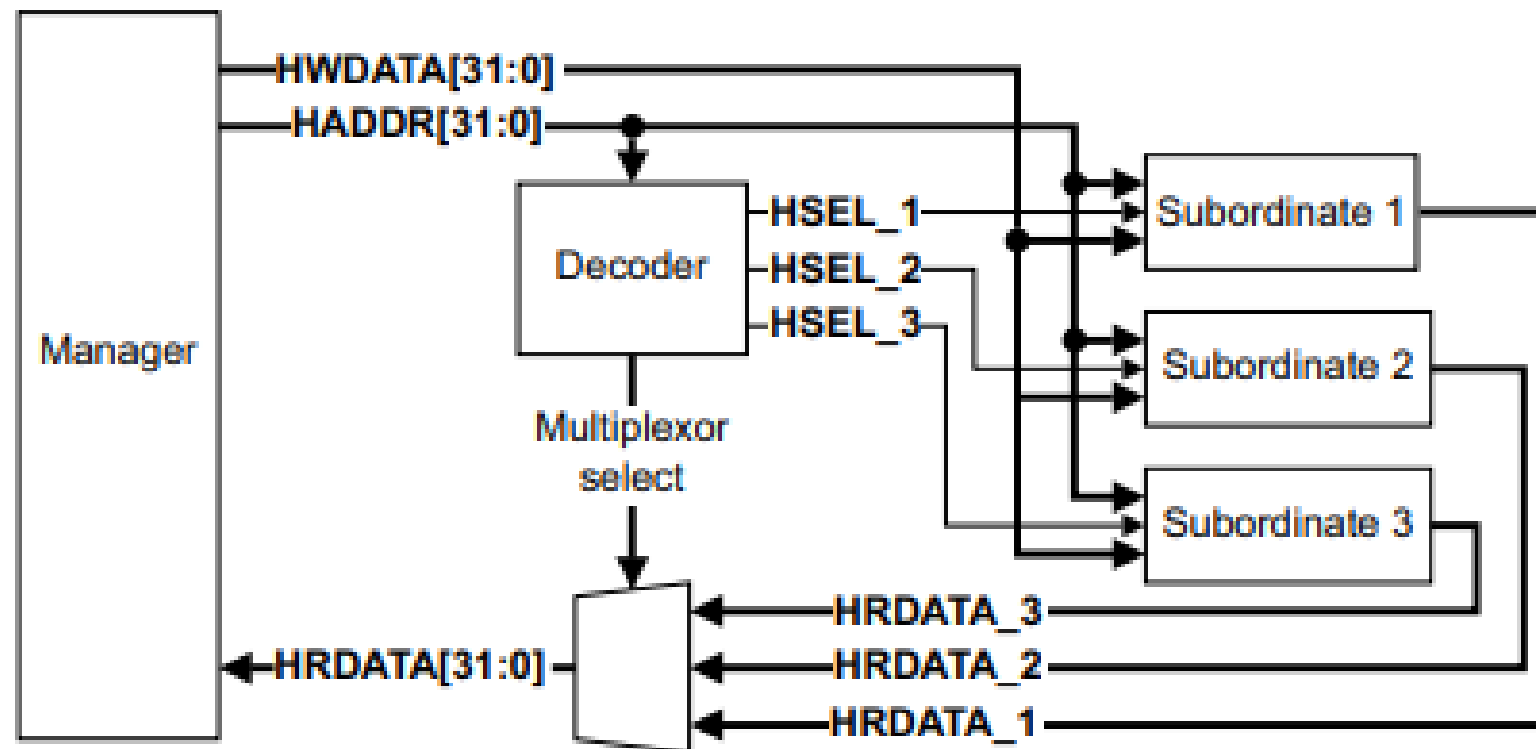 HWDATA[31:0]
HADDR[31:0]
Manager
Decoder
HSEL_1
HSEL_2
HSEL_3
Subordinate 1
Subordinate 2
Subordinate 3
Multiplexor
select
HRDATA_3
HRDATA[31:0]
HRDATA_2
HRDATA_1